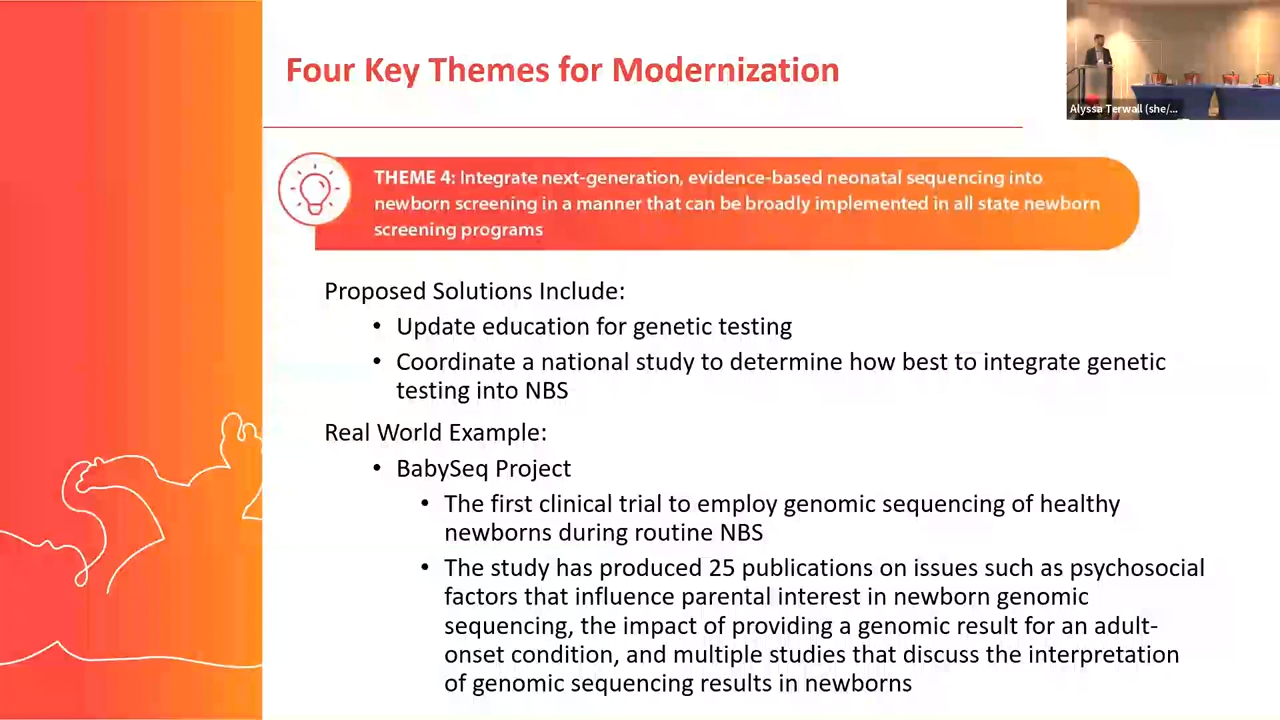 Four Key Themes for Modernization
Alyssa Terwall (she/...
THEME 4: Integrate next-generation, evidence-based neonatal sequencing into
newborn screening in a manner that can be broadly implemented in all state newborn
screening programs
Proposed Solutions Include:
• Update education for genetic testing
• Coordinate a national study to determine how best to integrate genetic
testing into NBS
Real World Example:
• BabySeq Project
• The first clinical trial to employ genomic sequencing of healthy
newborns during routine NBS
• The study has produced 25 publications on issues such as psychosocial
factors that influence parental interest in newborn genomic
sequencing, the impact of providing a genomic result for an adult-
onset condition, and multiple studies that discuss the interpretation
of genomic sequencing results in newborns